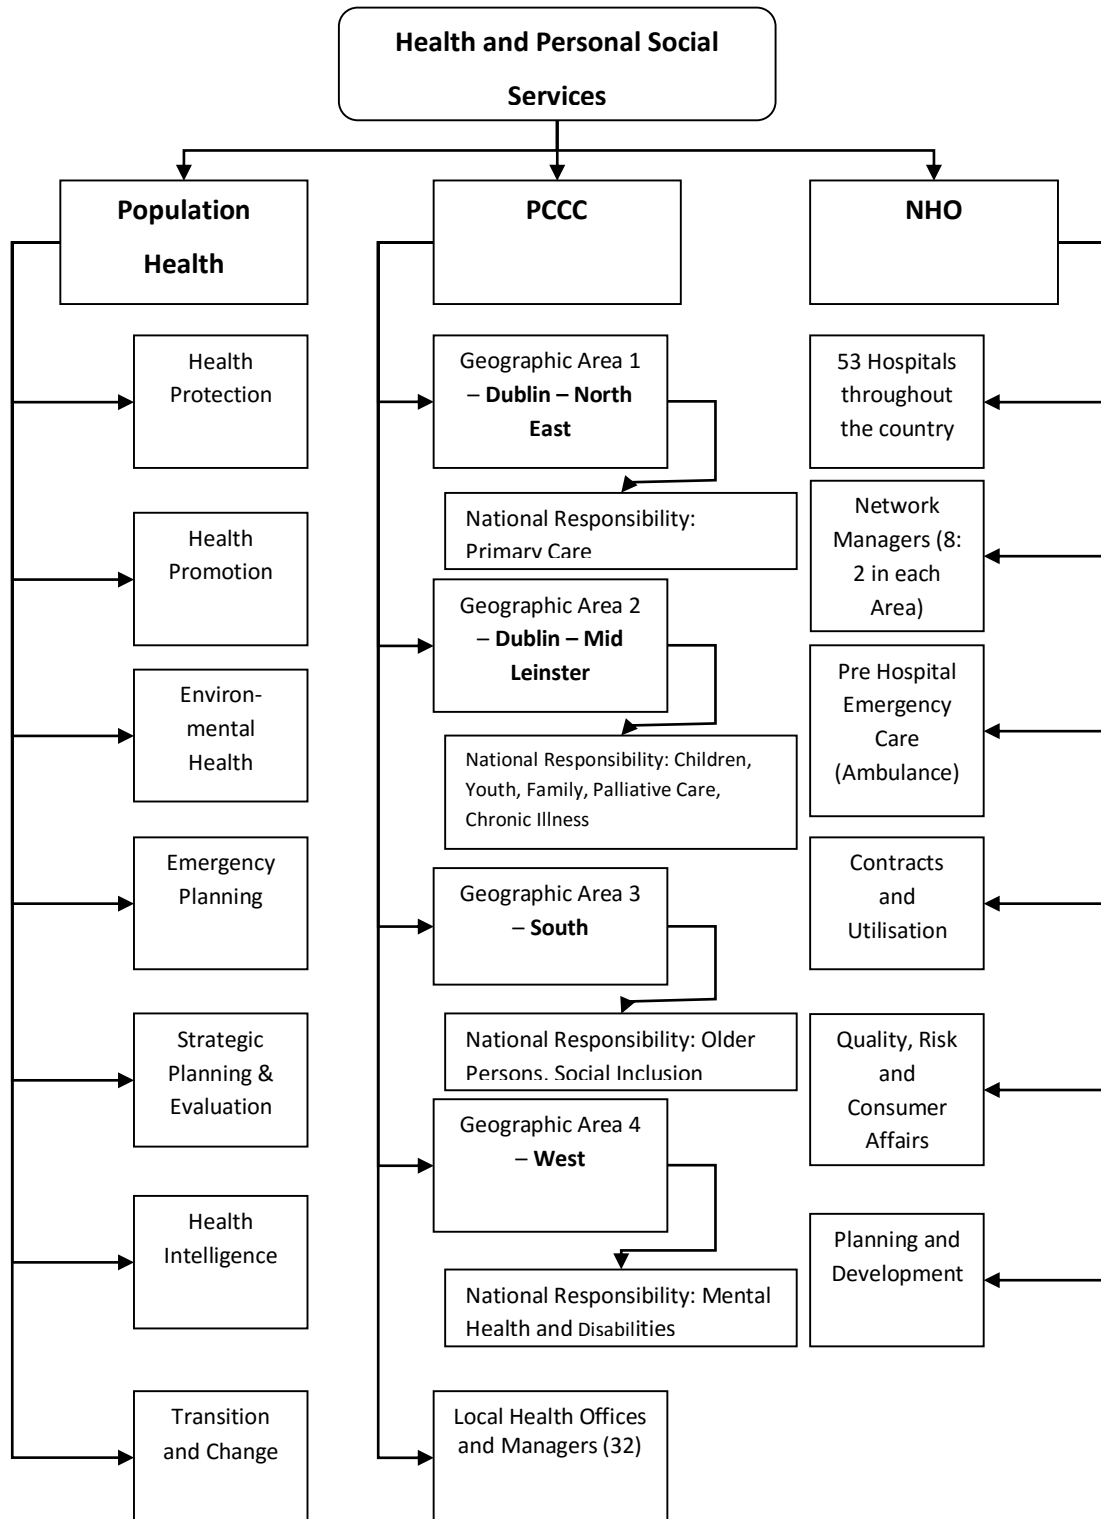 Health and Personal Social
Services
Population
Health
PCCC
NHO
Health
Protection
Health
Promotion
Environ-
mental
Health
Emergency
Planning
Strategic
Planning &
Evaluation
Health
Intelligence
Transition
and Change
Geographic Area 1
– Dublin – North
East
National Responsibility:
Primary Care
Geographic Area 2
– Dublin – Mid
Leinster
National Responsibility: Children,
Youth, Family, Palliative Care,
Chronic Illness
Geographic Area 3
– South
National Responsibility: Older
Persons, Social Inclusion
Geographic Area 4
– West
National Responsibility: Mental
Health and Disabilities
Local Health Offices
and Managers (32)
53 Hospitals
throughout
the country
Network
Managers (8:
2 in each
Area)
Pre Hospital
Emergency
Care
(Ambulance)
Contracts
and
Utilisation
Quality, Risk
and
Consumer
Affairs
Planning and
Development